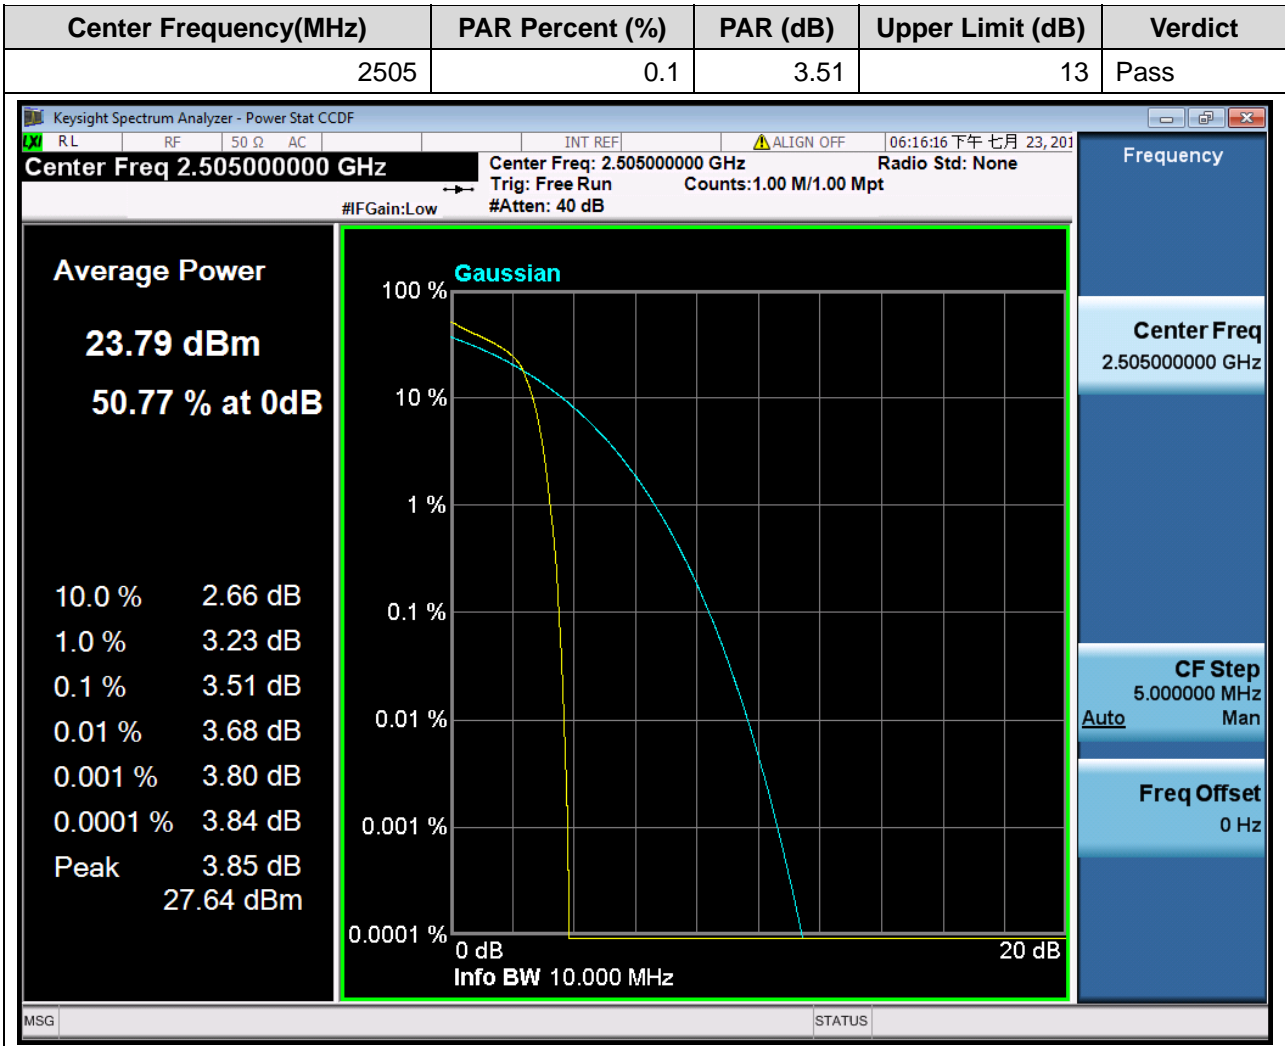 Center Frequency(MHz) PAR Percent (%) PAR (dB) Upper Limit (dB) Verdict
2505 0.1 3.51 13 Pass
Keysight Spectrum Analyzer - Power Stat CCDF
LXI RL RF 50 Ω AC INT REF ALIGN OFF 06:16:16 下午 七月 23, 201
Center Freq 2.505000000 GHz
Center Freq: 2.505000000 GHz Radio Std: None
Trig: Free Run Counts:1.00 M/1.00 Mpt
#IFGain:Low #Atten: 40 dB
Frequency
Average Power
23.79 dBm
50.77 % at 0dB
10.0 % 2.66 dB
1.0 % 3.23 dB
0.1 % 3.51 dB
0.01 % 3.68 dB
0.001 % 3.80 dB
0.0001 % 3.84 dB
Peak 3.85 dB
27.64 dBm
Gaussian
100 %
10 %
1 %
0.1 %
0.01 %
0.001 %
0.0001 %
0 dB 20 dB
Info BW 10.000 MHz
Center Freq
2.505000000 GHz
CF Step
5.000000 MHz
Auto Man
Freq Offset
0 Hz
MSG STATUS